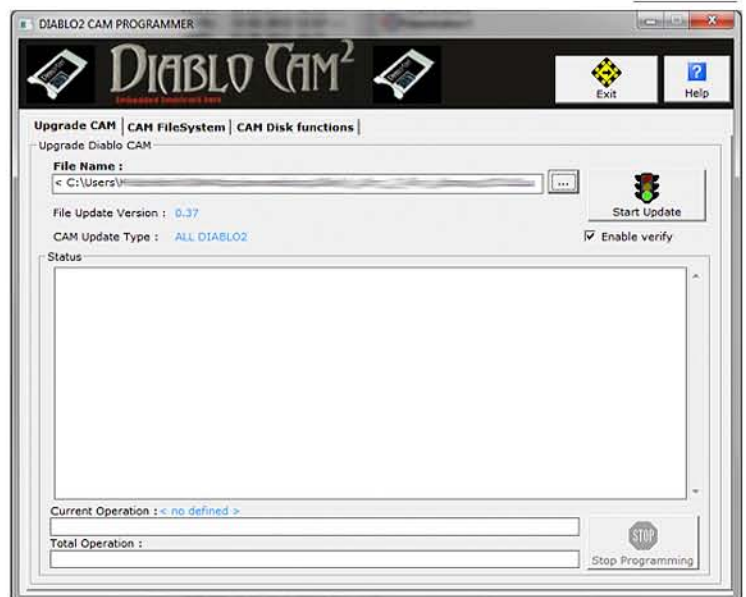 DIABLO2 CAM PROGRAMMER
DIABLO CAM2
Exit
Help
Upgrade CAM
CAM FileSystem
CAM Disk functions
Upgrade Diablo CAM
File Name :
< C:\Users\
...
Start Update
File Update Version : 0.37
CAM Update Type : ALL DIABLO2
Enable verify
Status
Current Operation : < no defined >
Total Operation :
STOP
Stop Programming